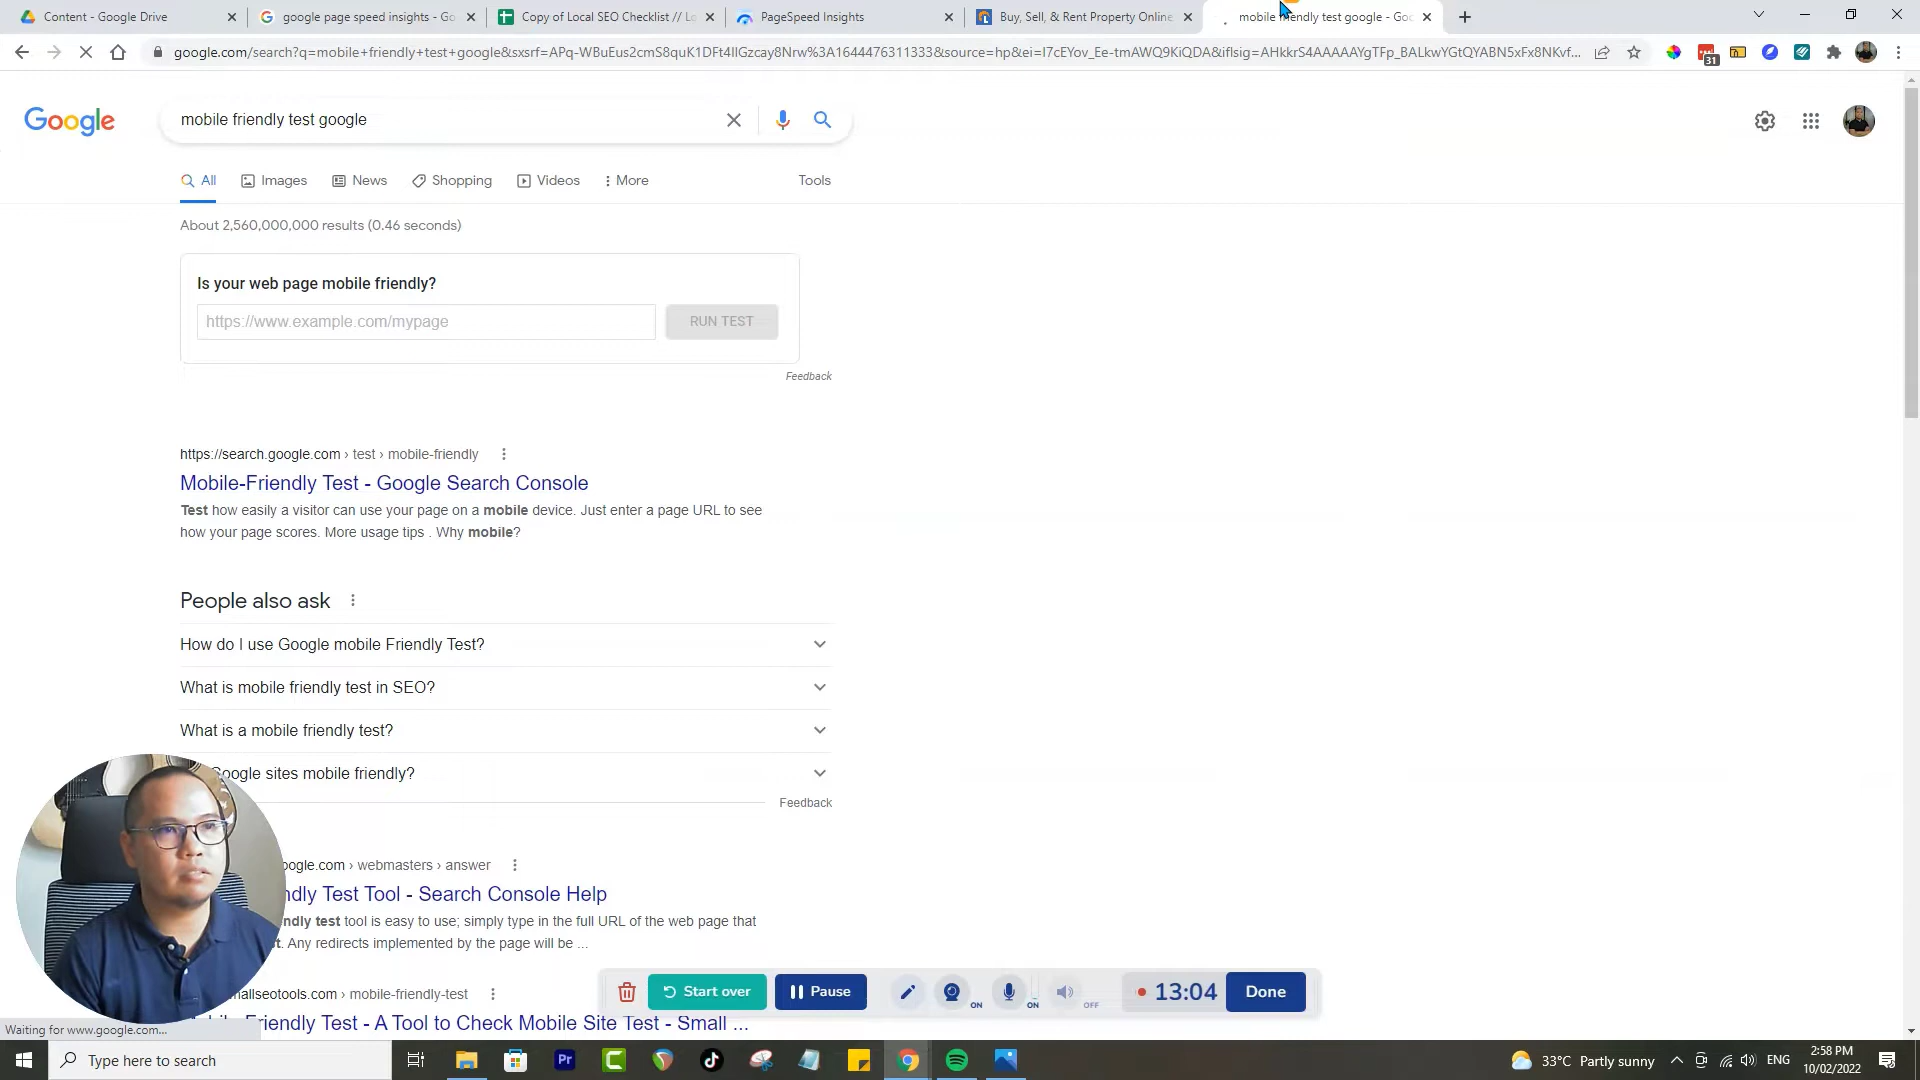 Content - Google Drive
google page speed insights - Go
Copy of Local SEO Checklist // Lo
PageSpeed Insights
Buy, Sell, & Rent Property Online
mobile friendly test google - Goo
google.com/search?q=mobile+friendly+test+google&sxsrf=APq-WBuEus2cmS8quK1DFt4IlGzcay8Nrw%3A1644476311333&source=hp&ei=I7cEYov_Ee-tmAWQ9KiQDA&iflsig=AHkkrS4AAAAAYgTFp_BALkwYGtQYABN5xFx8NKvf...
31
Google
mobile friendly test google
All
Images
News
Shopping
Videos
More
Tools
About 2,560,000,000 results (0.46 seconds)
Is your web page mobile friendly?
https://www.example.com/mypage
RUN TEST
Feedback
https://search.google.com › test › mobile-friendly
Mobile-Friendly Test - Google Search Console
Test how easily a visitor can use your page on a mobile device. Just enter a page URL to see
how your page scores. More usage tips . Why mobile?
People also ask
How do I use Google mobile Friendly Test?
What is mobile friendly test in SEO?
What is a mobile friendly test?
Google sites mobile friendly?
Feedback
oogle.com › webmasters › answer
ndly Test Tool - Search Console Help
ndly test tool is easy to use; simply type in the full URL of the web page that
t. Any redirects implemented by the page will be ...
mallseotools.com › mobile-friendly-test
Friendly Test - A Tool to Check Mobile Site Test - Small ...
Start over
Pause
ON
ON
OFF
13:04
Done
Waiting for www.google.com...
Type here to search
Pr
33°C Partly sunny
ENG
2:58 PM
10/02/2022